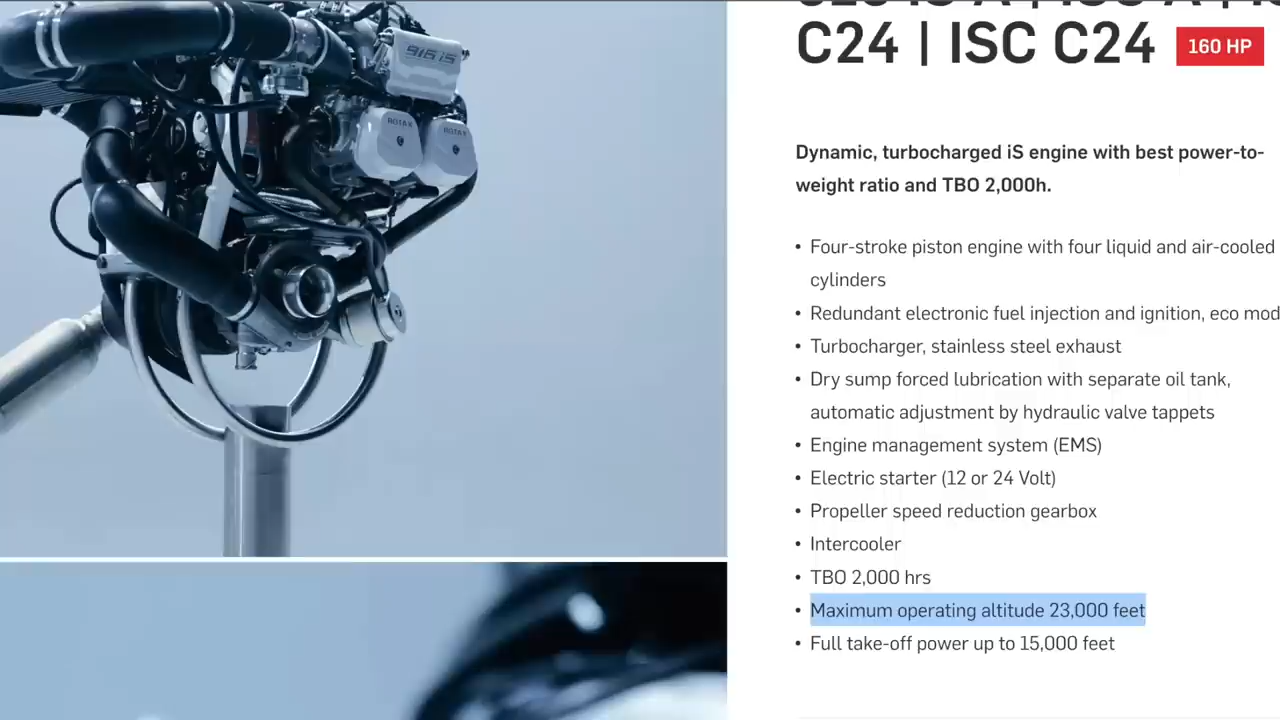 C24 | ISC C24 160 HP
916 iS
ROTAX
ROTAX
Dynamic, turbocharged iS engine with best power-to-
weight ratio and TBO 2,000h.
• Four-stroke piston engine with four liquid and air-cooled
cylinders
• Redundant electronic fuel injection and ignition, eco mod
• Turbocharger, stainless steel exhaust
• Dry sump forced lubrication with separate oil tank,
automatic adjustment by hydraulic valve tappets
• Engine management system (EMS)
• Electric starter (12 or 24 Volt)
• Propeller speed reduction gearbox
• Intercooler
• TBO 2,000 hrs
• Maximum operating altitude 23,000 feet
• Full take-off power up to 15,000 feet